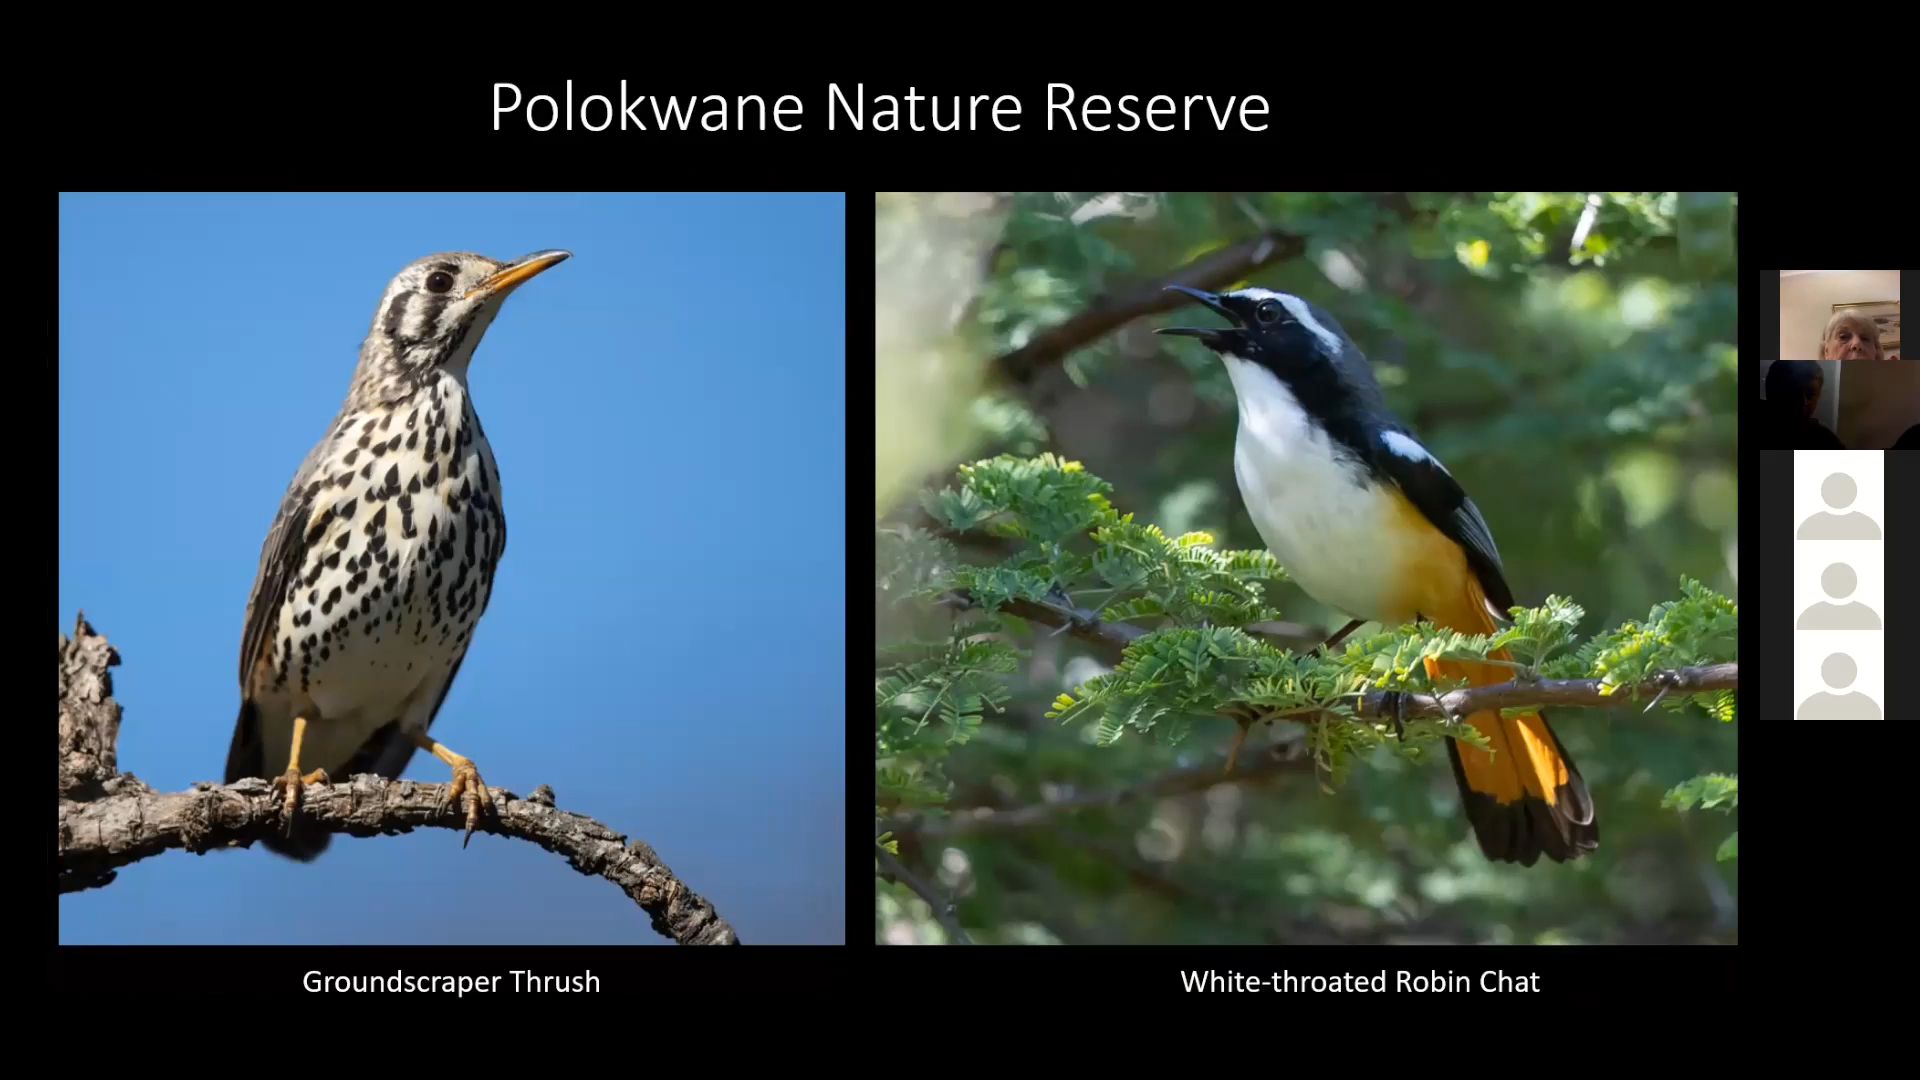 Polokwane Nature Reserve
Groundscraper Thrush
White-throated Robin Chat